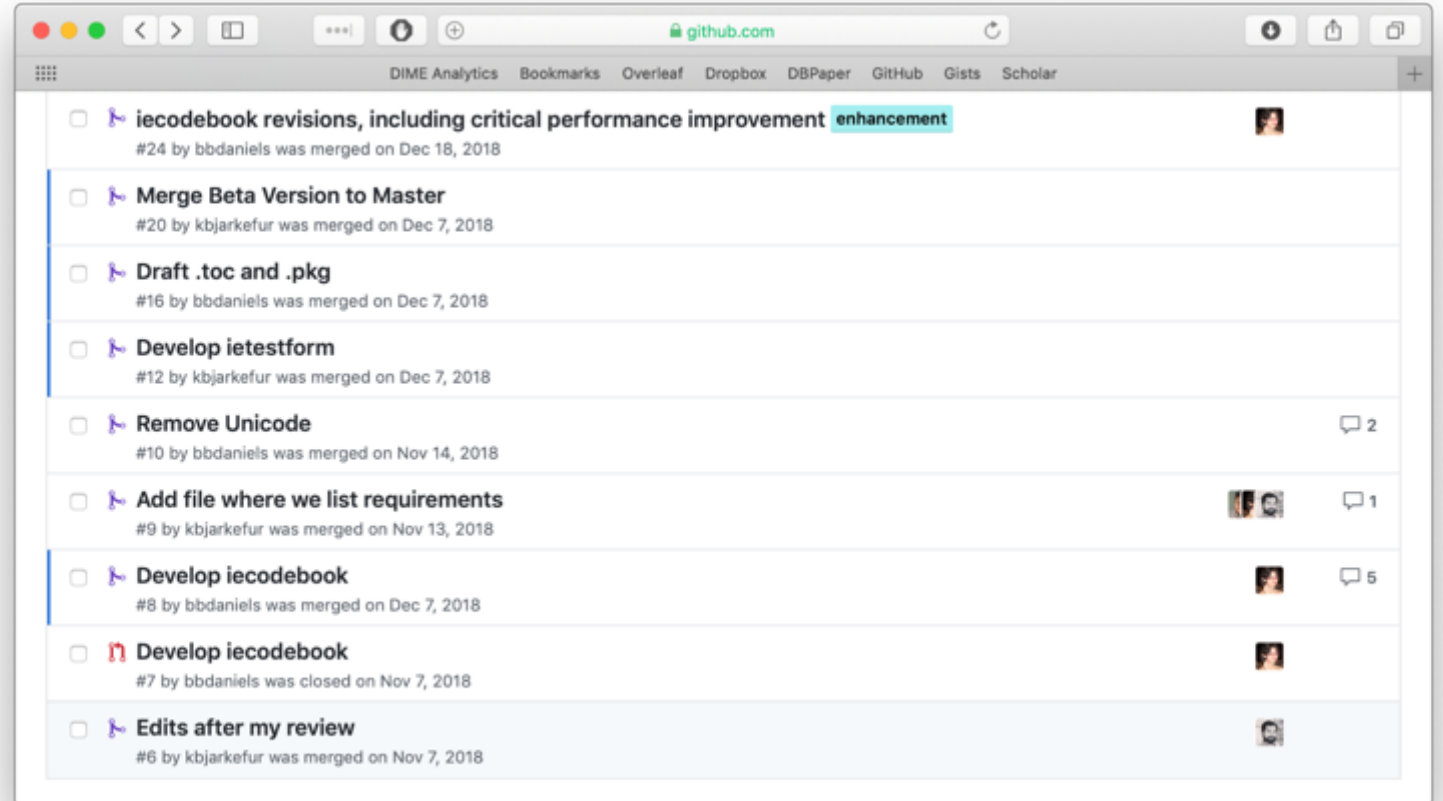 github.com
DIME Analytics Bookmarks Overleaf Dropbox DBPaper GitHub Gists Scholar
iecodebook revisions, including critical performance improvement enhancement
#24 by bbdaniels was merged on Dec 18, 2018
Merge Beta Version to Master
#20 by kbjarkefur was merged on Dec 7, 2018
Draft .toc and .pkg
#16 by bbdaniels was merged on Dec 7, 2018
Develop ietestform
#12 by kbjarkefur was merged on Dec 7, 2018
Remove Unicode 2
#10 by bbdaniels was merged on Nov 14, 2018
Add file where we list requirements 1
#9 by kbjarkefur was merged on Nov 13, 2018
Develop iecodebook 5
#8 by bbdaniels was merged on Dec 7, 2018
Develop iecodebook
#7 by bbdaniels was closed on Nov 7, 2018
Edits after my review
#6 by kbjarkefur was merged on Nov 7, 2018